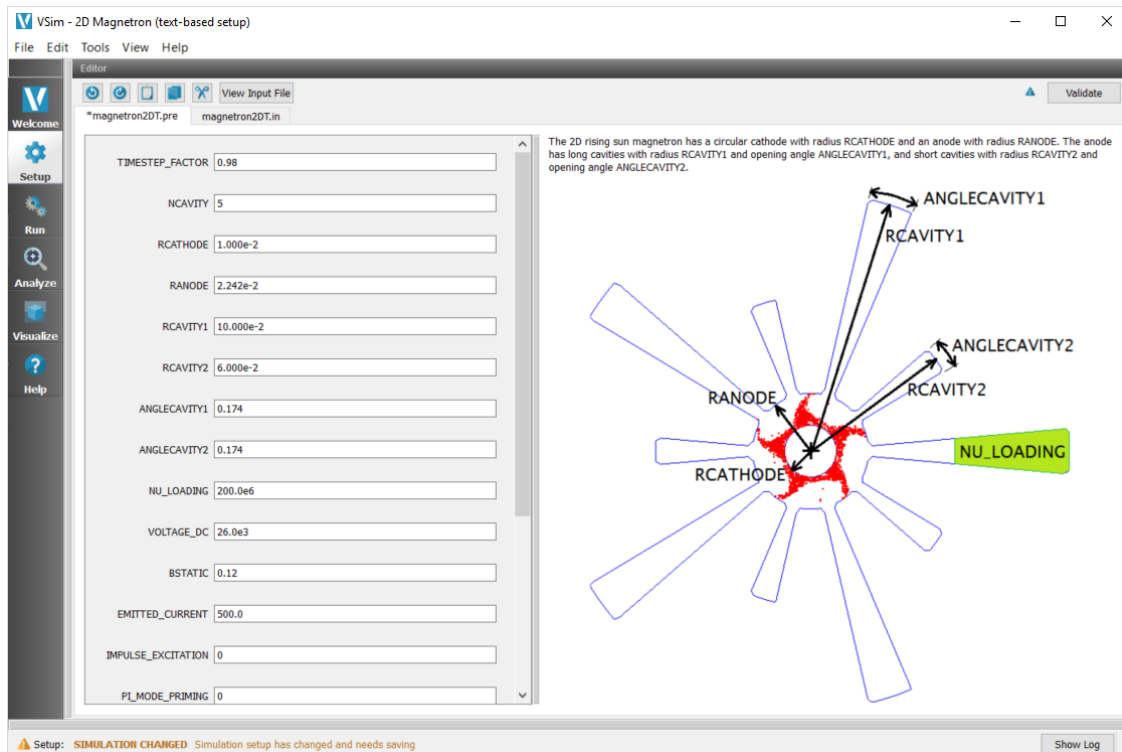 VSim - 2D Magnetron (text-based setup)
File Edit Tools View Help
Editor
View Input File
Validate
*magnetron2DT.pre
magnetron2DT.in
Welcome
Setup
Run
Analyze
Visualize
Help
TIMESTEP_FACTOR 0.98
NCAVITY 5
RCATHODE 1.000e-2
RANODE 2.242e-2
RCAVITY1 10.000e-2
RCAVITY2 6.000e-2
ANGLECAVITY1 0.174
ANGLECAVITY2 0.174
NU_LOADING 200.0e6
VOLTAGE_DC 26.0e3
BSTATIC 0.12
EMITTED_CURRENT 500.0
IMPULSE_EXCITATION 0
PI_MODE_PRIMING 0
The 2D rising sun magnetron has a circular cathode with radius RCATHODE and an anode with radius RANODE. The anode
has long cavities with radius RCAVITY1 and opening angle ANGLECAVITY1, and short cavities with radius RCAVITY2 and
opening angle ANGLECAVITY2.
ANGLECAVITY1
RCAVITY1
ANGLECAVITY2
RCAVITY2
RANODE
NU_LOADING
RCATHODE
Setup: SIMULATION CHANGED Simulation setup has changed and needs saving
Show Log